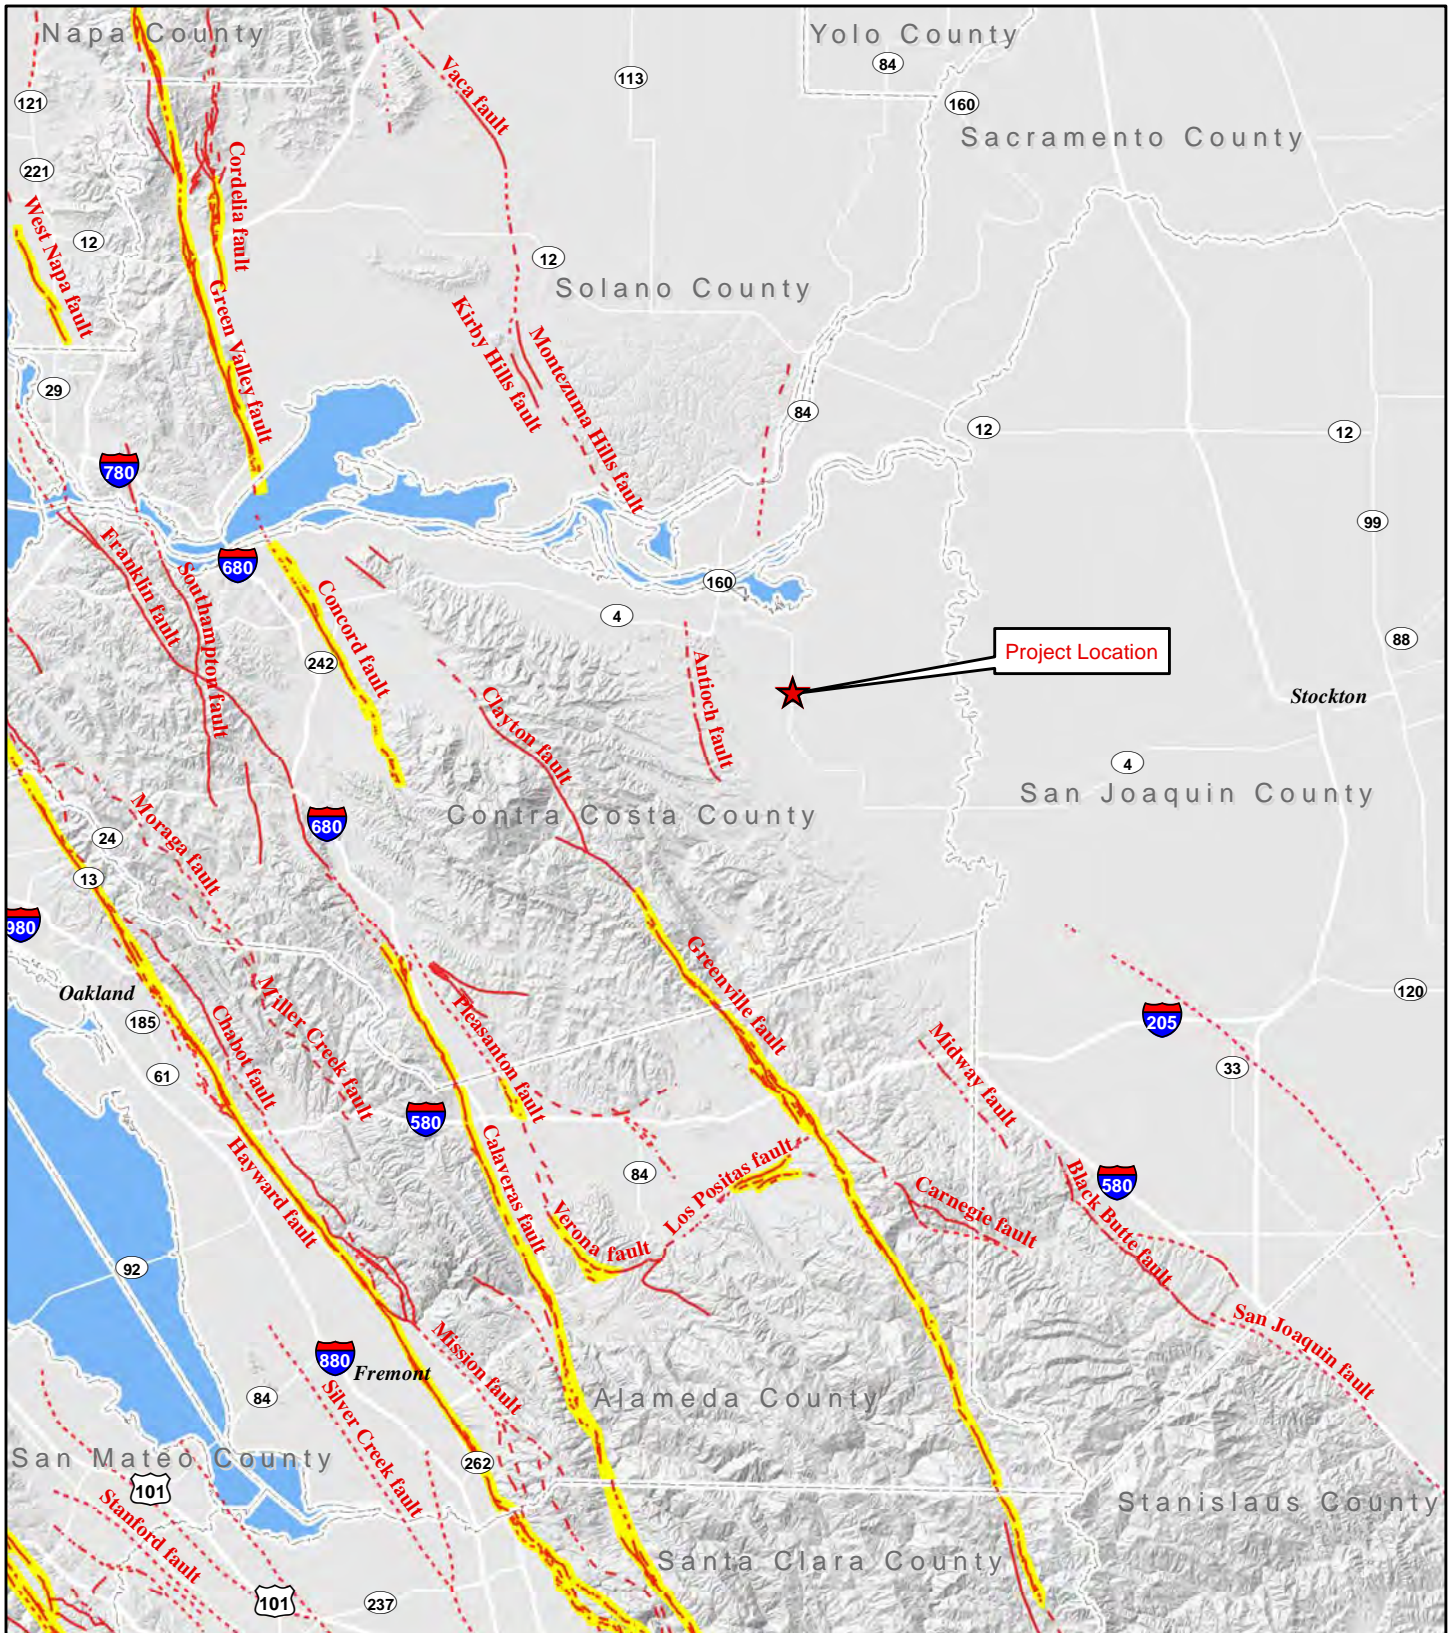 Napa County
Yolo County
84
113
121
160
Vaca fault
Sacramento County
221
Cordelia fault
West Napa fault
12
12
Solano County
Green Valley fault
Kirby Hills fault
Montezuma Hills fault
29
84
12
12
780
99
Franklin fault
Southampton fault
680
Concord fault
160
4
88
242
Project Location
Antioch fault
Clayton fault
Stockton
4
San Joaquin County
Contra Costa County
Moraga fault
680
24
13
980
Greenville fault
Oakland
185
Chabot fault
Miller Creek fault
Pleasanton fault
120
205
Midway fault
33
61
580
Hayward fault
Calaveras fault
84
Los Positas fault
Verona fault
Carnegie fault
580
Black Butte fault
92
San Joaquin fault
Mission fault
880
Fremont
Silver Creek fault
84
Alameda County
San Mateo County
262
101
Stanford fault
Stanislaus County
Santa Clara County
101
237